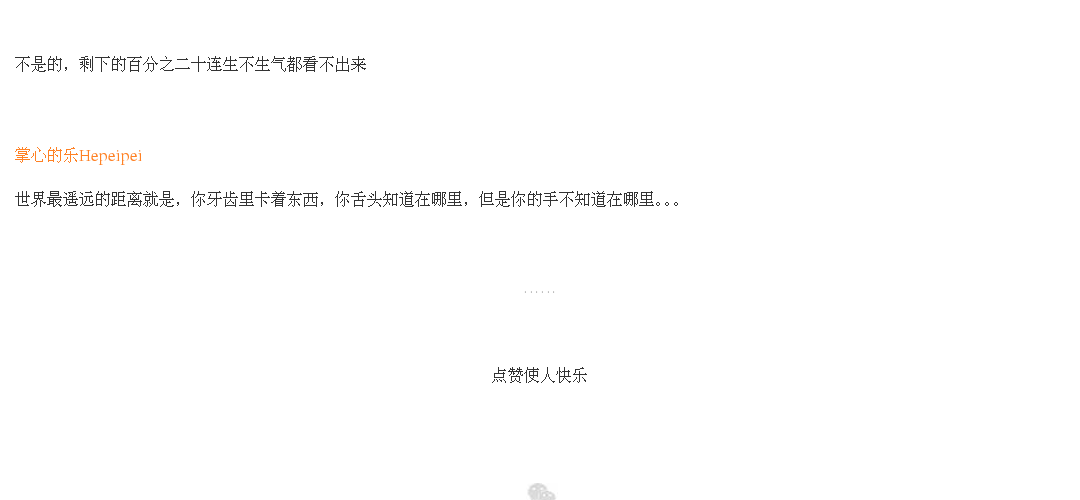 不是的，剩下的百分之二十连生不生气都看不出来
掌心的乐Hepeipei
世界最遥远的距离就是，你牙齿里卡着东西，你舌头知道在哪里，但是你的手不知道在哪里。。。
······
点赞使人快乐